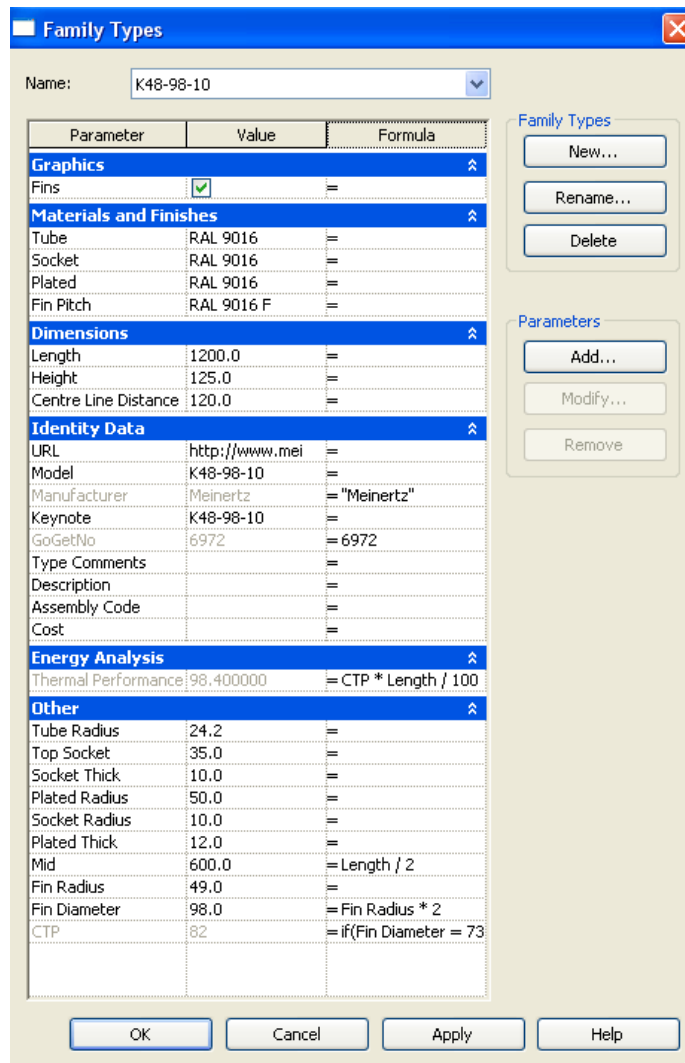 Family Types
Name: K48-98-10
Parameter Value Formula
Graphics
Fins =
Materials and Finishes
Tube RAL 9016 =
Socket RAL 9016 =
Plated RAL 9016 =
Fin Pitch RAL 9016 F =
Dimensions
Length 1200.0 =
Height 125.0 =
Centre Line Distance 120.0 =
Identity Data
URL http://www.mei =
Model K48-98-10 =
Manufacturer Meinertz = "Meinertz"
Keynote K48-98-10 =
GoGetNo 6972 = 6972
Type Comments =
Description =
Assembly Code =
Cost =
Energy Analysis
Thermal Performance 98.400000 = CTP * Length / 100
Other
Tube Radius 24.2 =
Top Socket 35.0 =
Socket Thick 10.0 =
Plated Radius 50.0 =
Socket Radius 10.0 =
Plated Thick 12.0 =
Mid 600.0 = Length / 2
Fin Radius 49.0 =
Fin Diameter 98.0 = Fin Radius * 2
CTP 82 = if(Fin Diameter = 73
Family Types
New...
Rename...
Delete
Parameters
Add...
Modify...
Remove
OK Cancel Apply Help